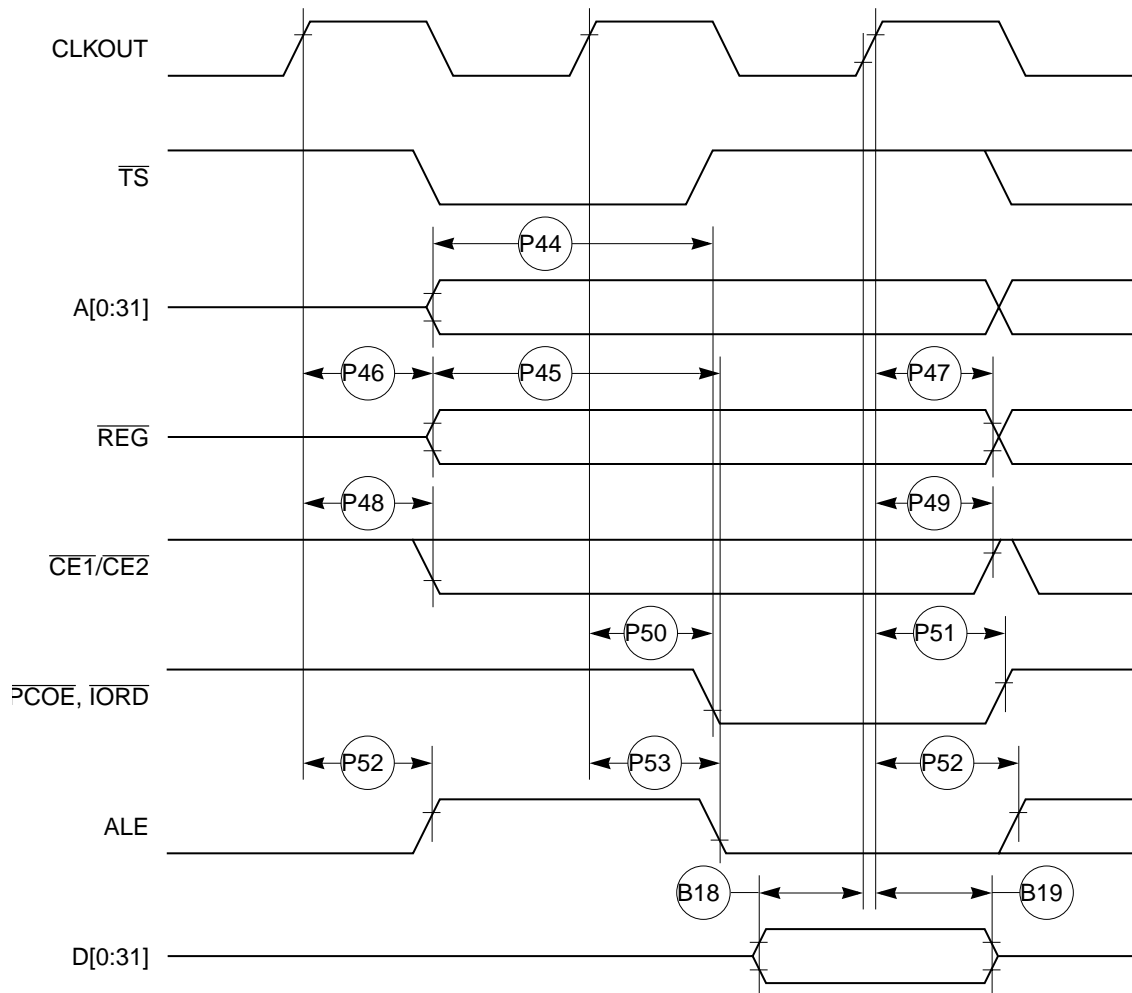 CLKOUT
TS
P44
A[0:31]
P46 P45 P47
REG
P48 P49
CE1/CE2
P50 P51
PCOE, IORD
P52 P53 P52
ALE
B18 B19
D[0:31]